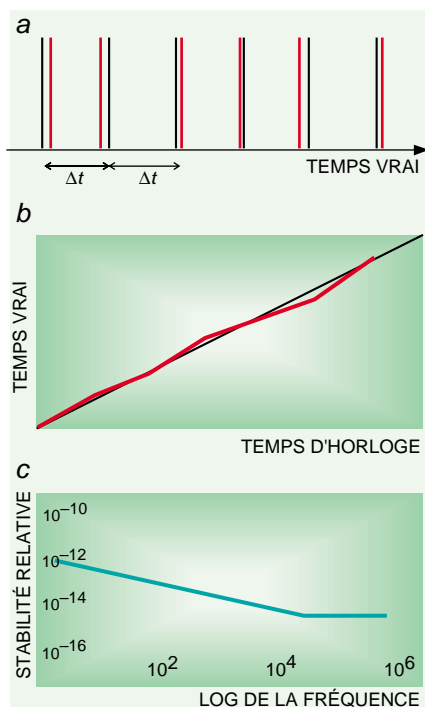 a
TEMPS VRAI
Δt Δt
b
TEMPS VRAI
TEMPS D'HORLOGE
c
STABILITÉ RELATIVE
10⁻¹⁰
10⁻¹²
10⁻¹⁴
10⁻¹⁶
10² 10⁴ 10⁶
LOG DE LA FRÉQUENCE